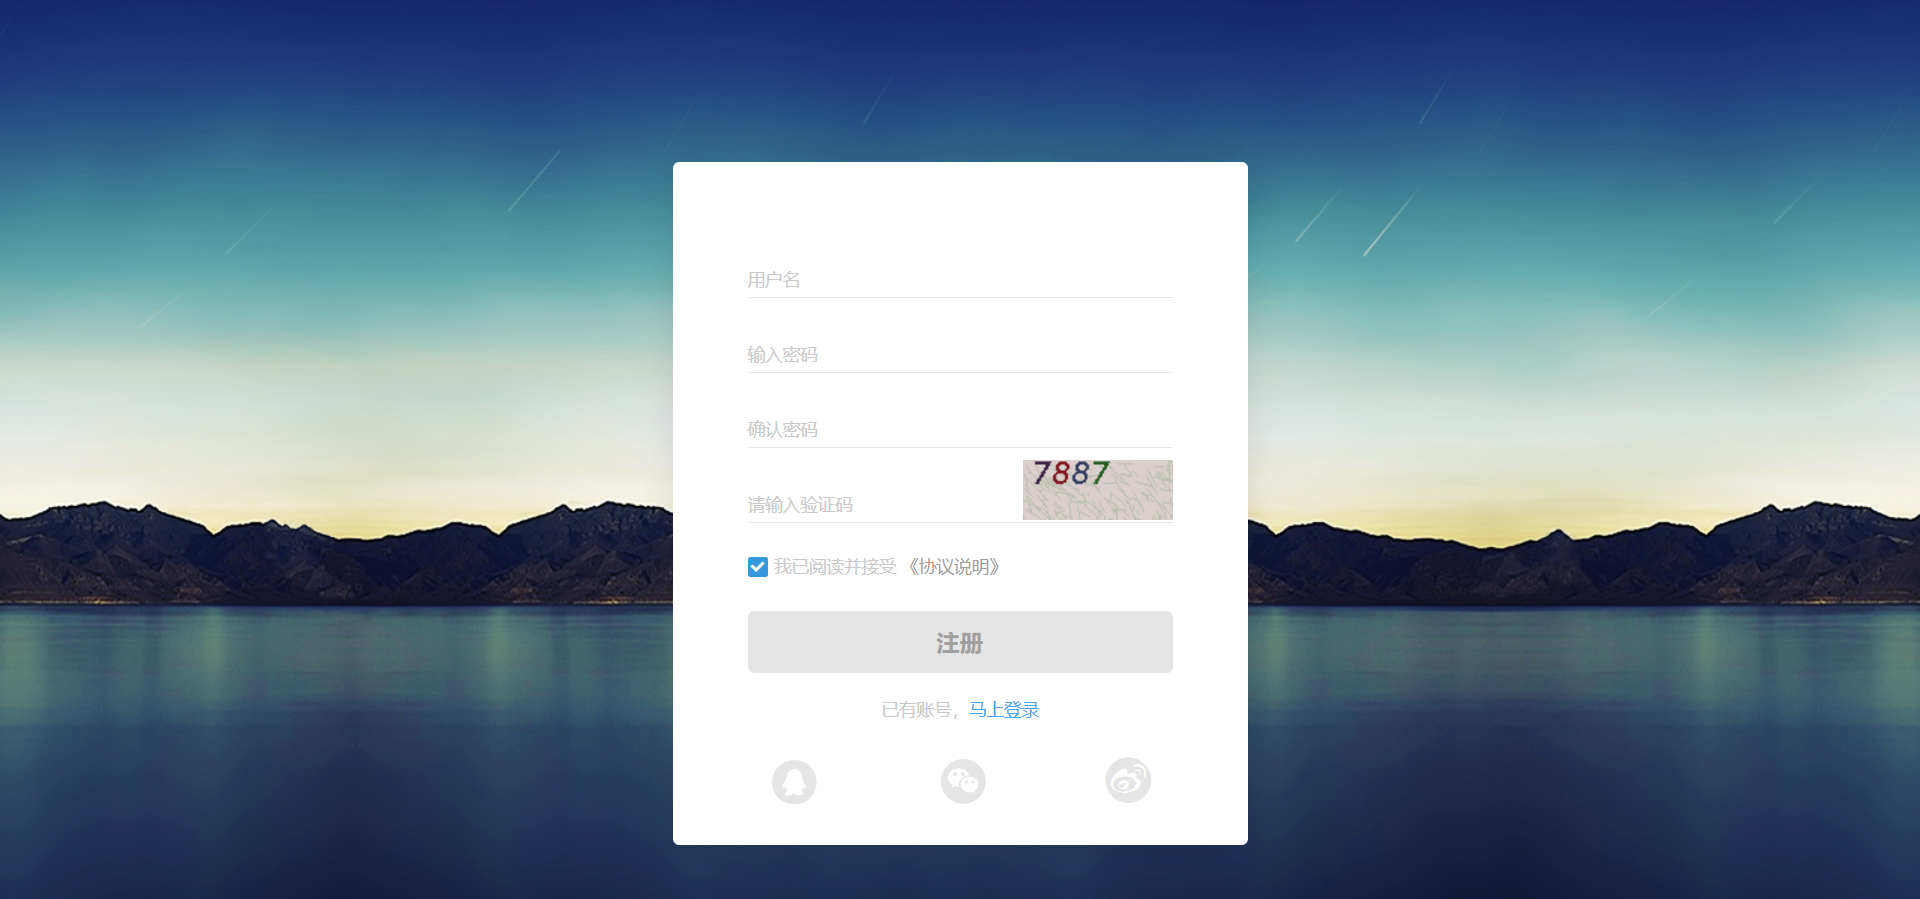 用户名
输入密码
确认密码
7887
请输入验证码
我已阅读并接受 《协议说明》
注册
已有账号，马上登录